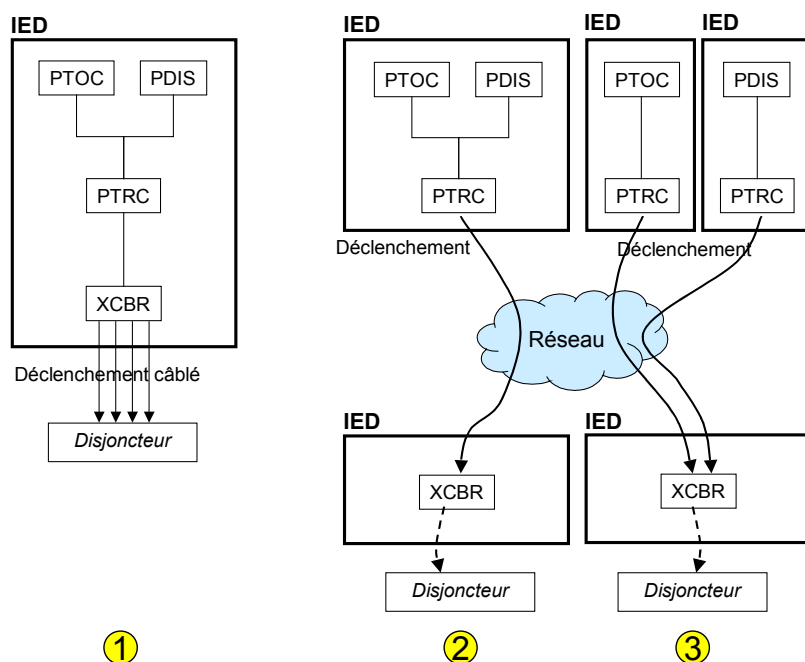 IED
PTOC
PDIS
PTRC
XCBR
Déclenchement câblé
Disjoncteur
1
IED
PTOC
PDIS
PTRC
Déclenchement
IED
PTOC
PTRC
IED
PDIS
PTRC
Déclenchement
Réseau
IED
XCBR
Disjoncteur
2
IED
XCBR
Disjoncteur
3